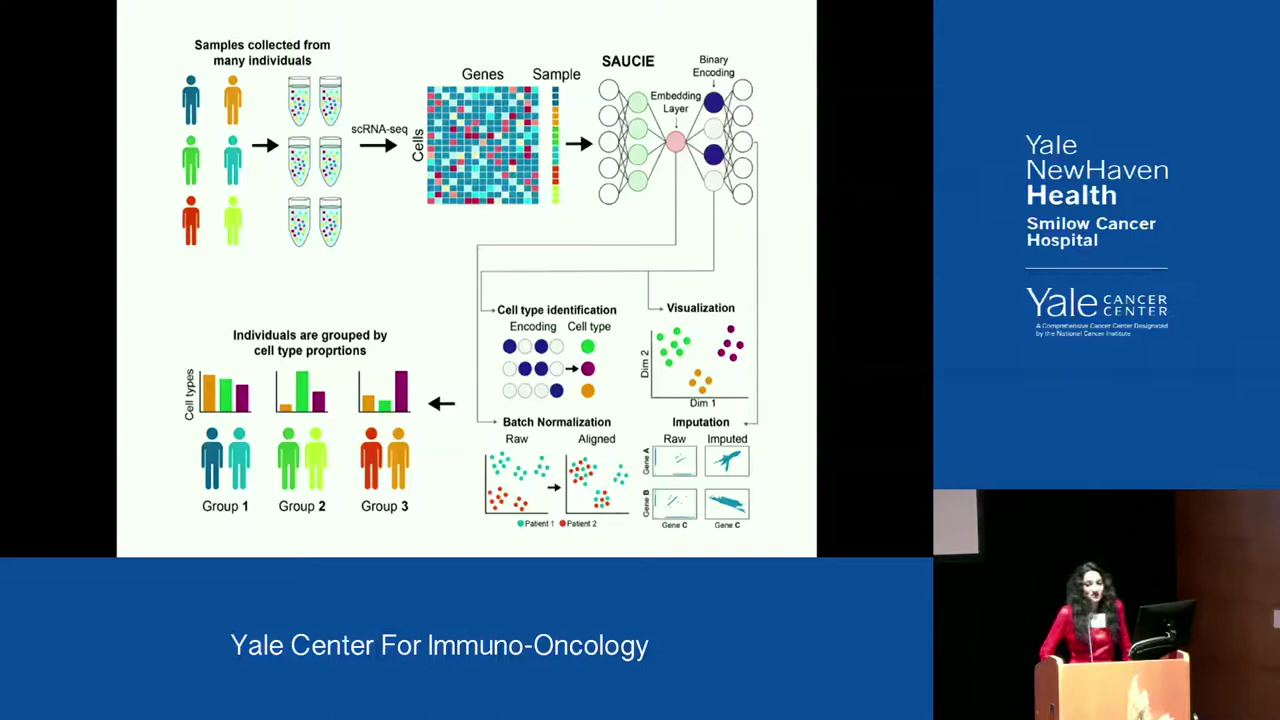 Samples collected from
many individuals
scRNA-seq
Genes
Sample
Cells
SAUCIE
Embedding
Layer
Binary
Encoding
Cell type identification
Encoding
Cell type
Visualization
Dim 2
Dim 1
Batch Normalization
Raw
Aligned
Patient 1
Patient 2
Imputation
Raw
Imputed
Gene A
Gene B
Gene C
Gene C
Individuals are grouped by
cell type proprtions
Cell types
Group 1
Group 2
Group 3
Yale Center For Immuno-Oncology
Yale
NewHaven
Health
Smilow Cancer
Hospital
Yale CANCER
CENTER
A Comprehensive Cancer Center Designated
by the National Cancer Institute